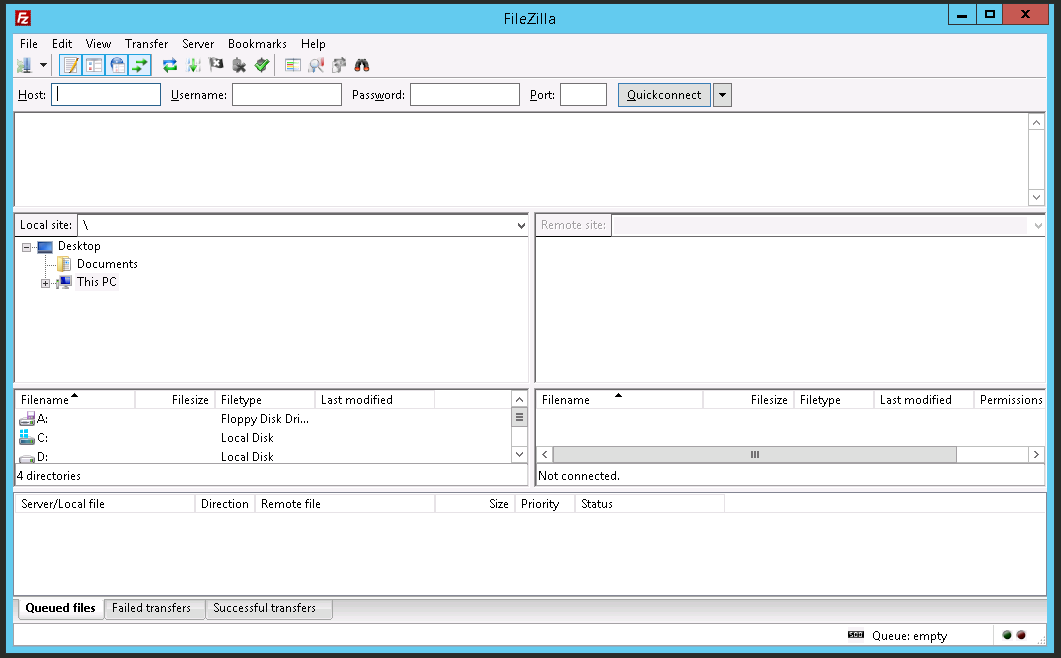 FileZilla
File Edit View Transfer Server Bookmarks Help
Host: Username: Password: Port: Quickconnect
Local site: \
Desktop
Documents
This PC
Remote site:
Filename Filesize Filetype Last modified
A: Floppy Disk Dri...
C: Local Disk
D: Local Disk
4 directories
Filename Filesize Filetype Last modified Permissions
Not connected.
Server/Local file Direction Remote file Size Priority Status
Queued files Failed transfers Successful transfers
Queue: empty